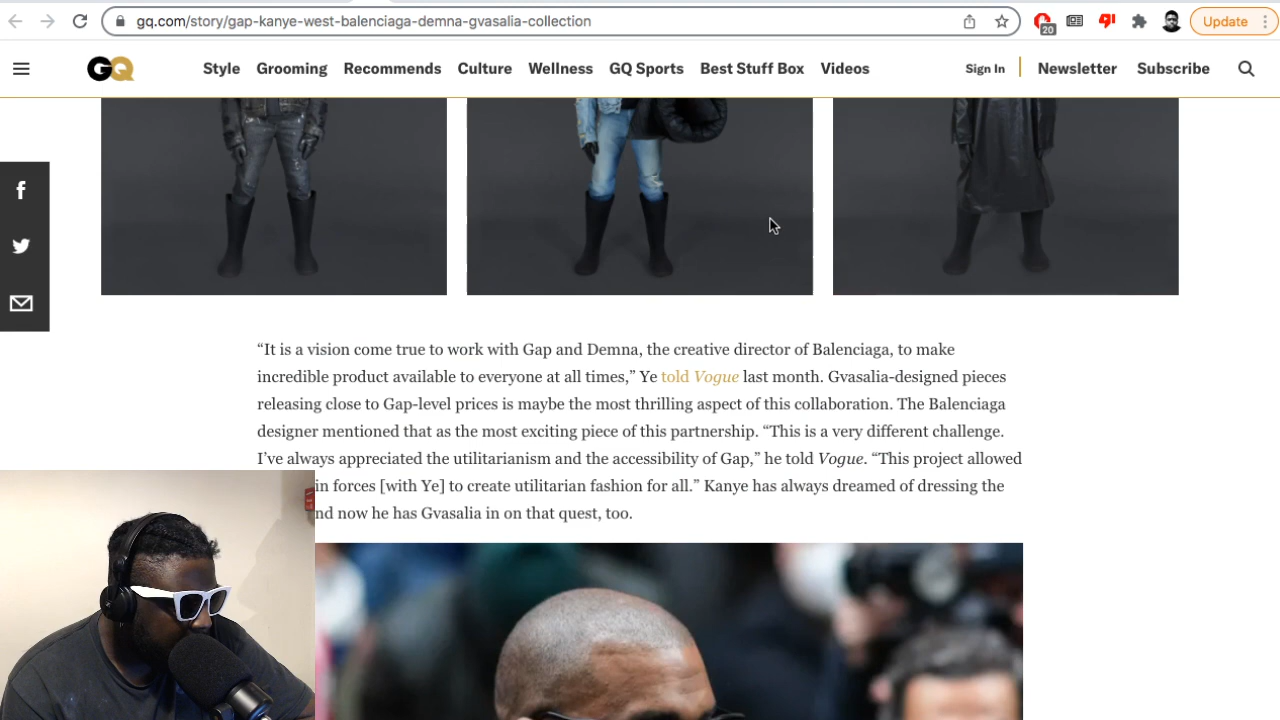 gq.com/story/gap-kanye-west-balenciaga-demna-gvasalia-collection
20
Update
GQ
Style Grooming Recommends Culture Wellness GQ Sports Best Stuff Box Videos Sign In Newsletter Subscribe
“It is a vision come true to work with Gap and Demna, the creative director of Balenciaga, to make
incredible product available to everyone at all times,” Ye told Vogue last month. Gvasalia-designed pieces
releasing close to Gap-level prices is maybe the most thrilling aspect of this collaboration. The Balenciaga
designer mentioned that as the most exciting piece of this partnership. “This is a very different challenge.
I’ve always appreciated the utilitarianism and the accessibility of Gap,” he told Vogue. “This project allowed
in forces [with Ye] to create utilitarian fashion for all.” Kanye has always dreamed of dressing the
nd now he has Gvasalia in on that quest, too.